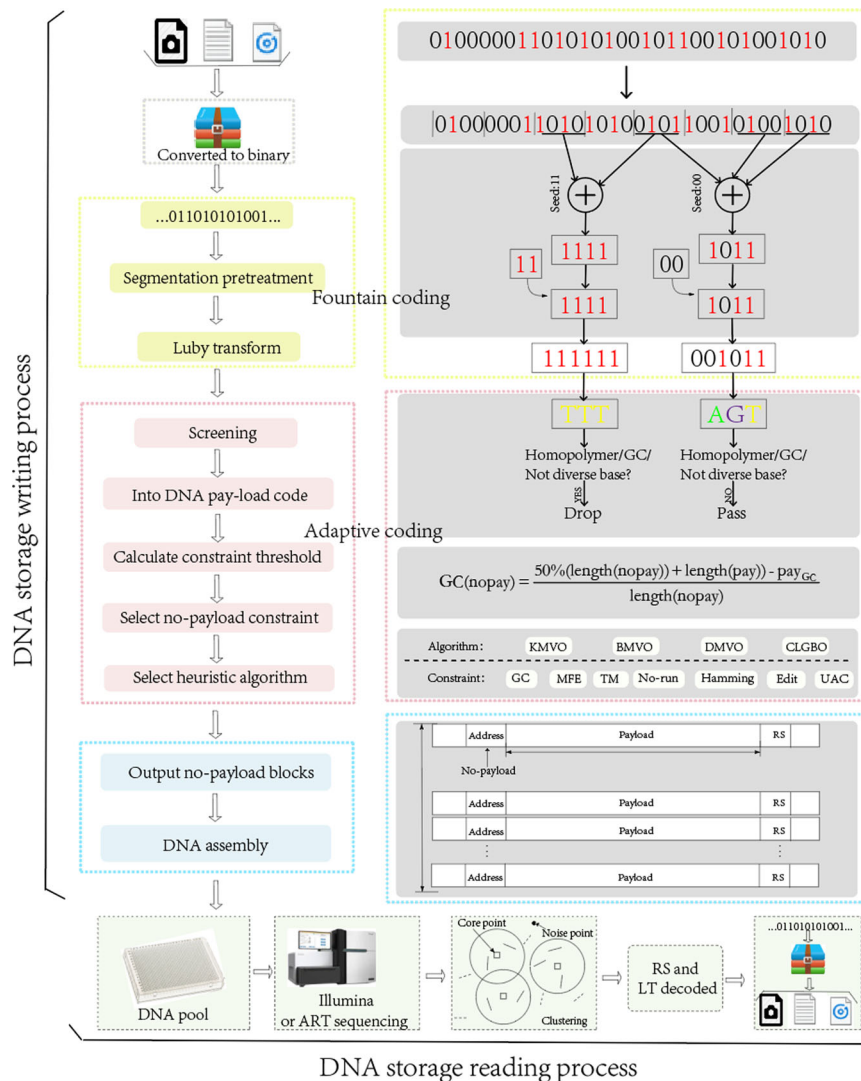 DNA storage writing process
Converted to binary
...011010101001...
Segmentation pretreatment
Luby transform
Fountain coding
01000001101010100101100101001010
01000001101010100101100101001010
Seed:11
Seed:00
1111
1011
11
00
1111
1011
111111
001011
Screening
Into DNA pay-load code
Calculate constraint threshold
Select no-payload constraint
Select heuristic algorithm
Adaptive coding
TTT
AGT
Homopolymer/GC/
Not diverse base?
Homopolymer/GC/
Not diverse base?
YES
NO
Drop
Pass
GC(nopay) = 50%(length(nopay)) + length(pay)) - payGC
length(nopay)
Algorithm: KMVO BMVO DMVO CLGBO
Constraint: GC MFE TM No-run Hamming Edit UAC
Output no-payload blocks
DNA assembly
Address Payload RS
No-payload
Address Payload RS
Address Payload RS
Address Payload RS
DNA pool
Illumina
or ART sequencing
Core point
Noise point
Clustering
RS and
LT decoded
...011010101001...
DNA storage reading process